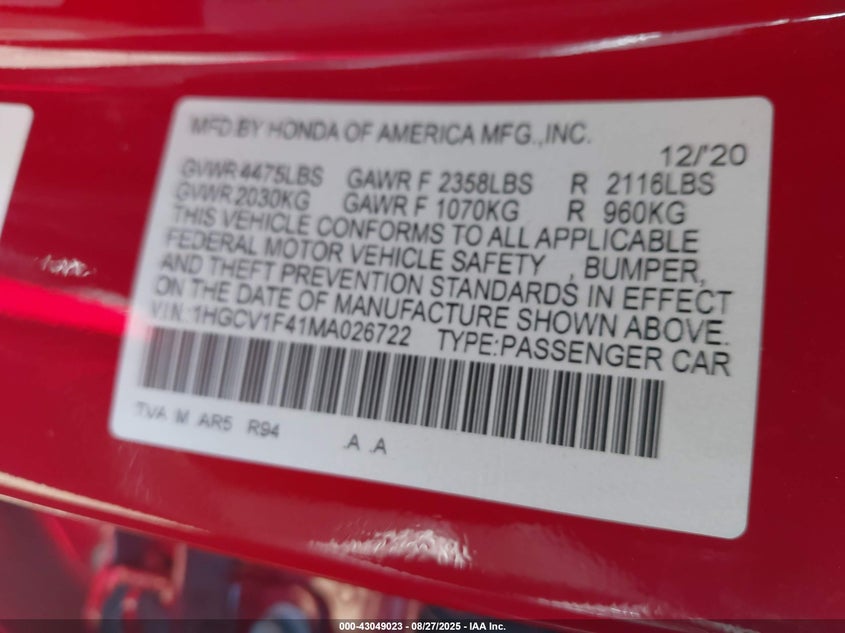 MFD BY HONDA OF AMERICA MFG.,INC.
12/'20
GVWR 4475LBS GAWR F 2358LBS R 2116LBS
GVWR 2030KG GAWR F 1070KG R 960KG
THIS VEHICLE CONFORMS TO ALL APPLICABLE
FEDERAL MOTOR VEHICLE SAFETY , BUMPER,
AND THEFT PREVENTION STANDARDS IN EFFECT
ON THE DATE OF MANUFACTURE SHOWN ABOVE.
VIN:1HGCV1F41MA026722 TYPE:PASSENGER CAR
TVA M AR5 R94 .A .A
000-43049023 - 08/27/2025 - IAA Inc.